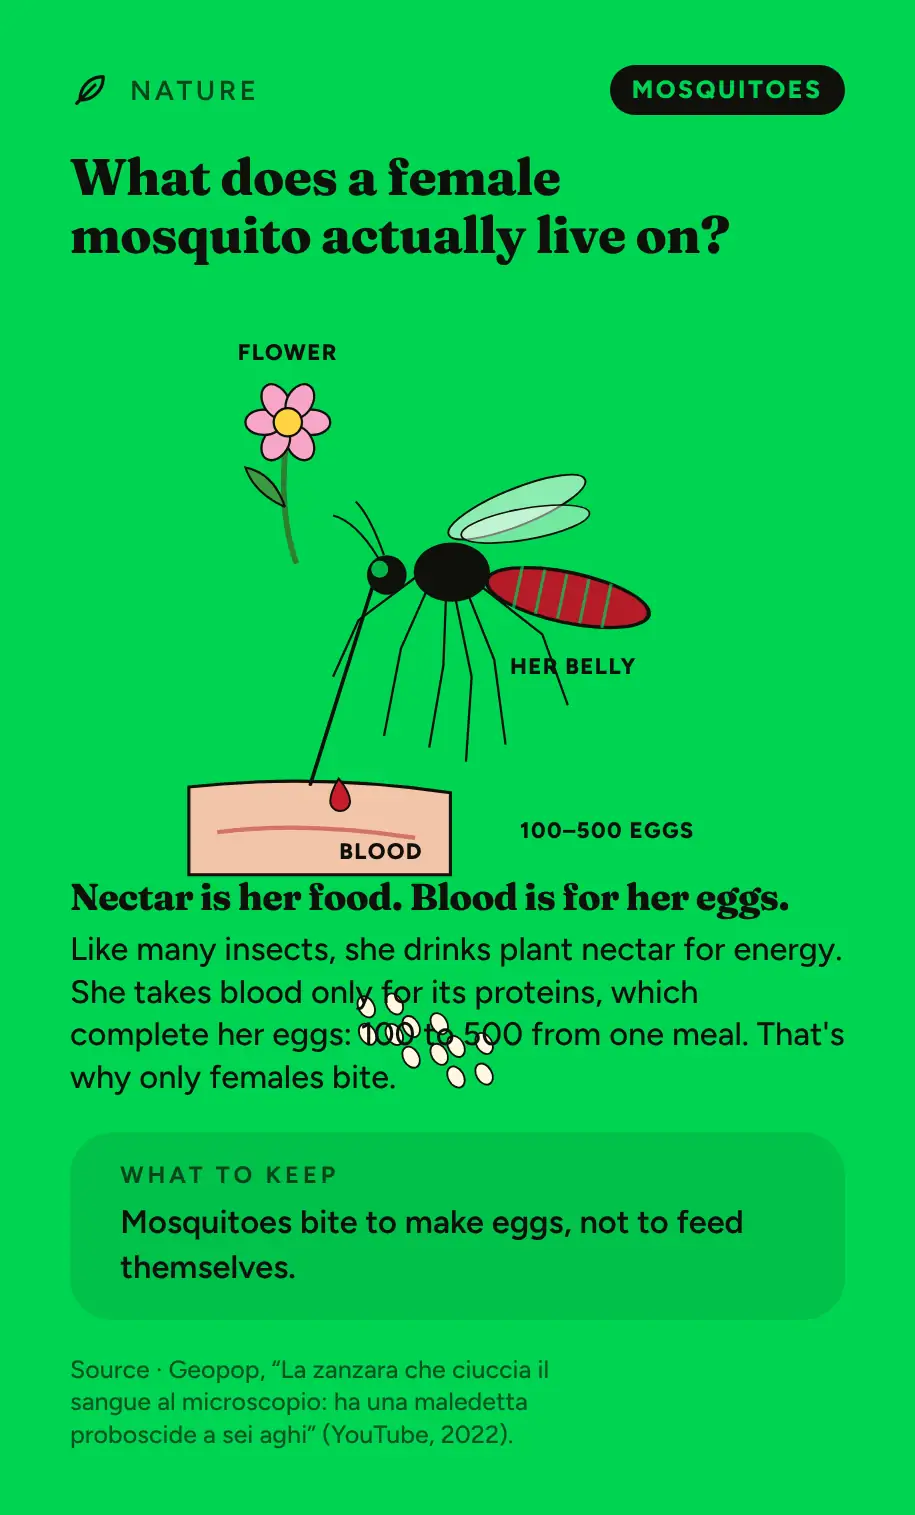 NATURE
MOSQUITOES
What does a female
mosquito actually live on?
FLOWER
HER BELLY
100–500 EGGS
BLOOD
Nectar is her food. Blood is for her eggs.
Like many insects, she drinks plant nectar for energy.
She takes blood only for its proteins, which
complete her eggs: 100 to 500 from one meal. That's
why only females bite.
WHAT TO KEEP
Mosquitoes bite to make eggs, not to feed
themselves.
Source · Geopop, “La zanzara che ciuccia il
sangue al microscopio: ha una maledetta
proboscide a sei aghi” (YouTube, 2022).